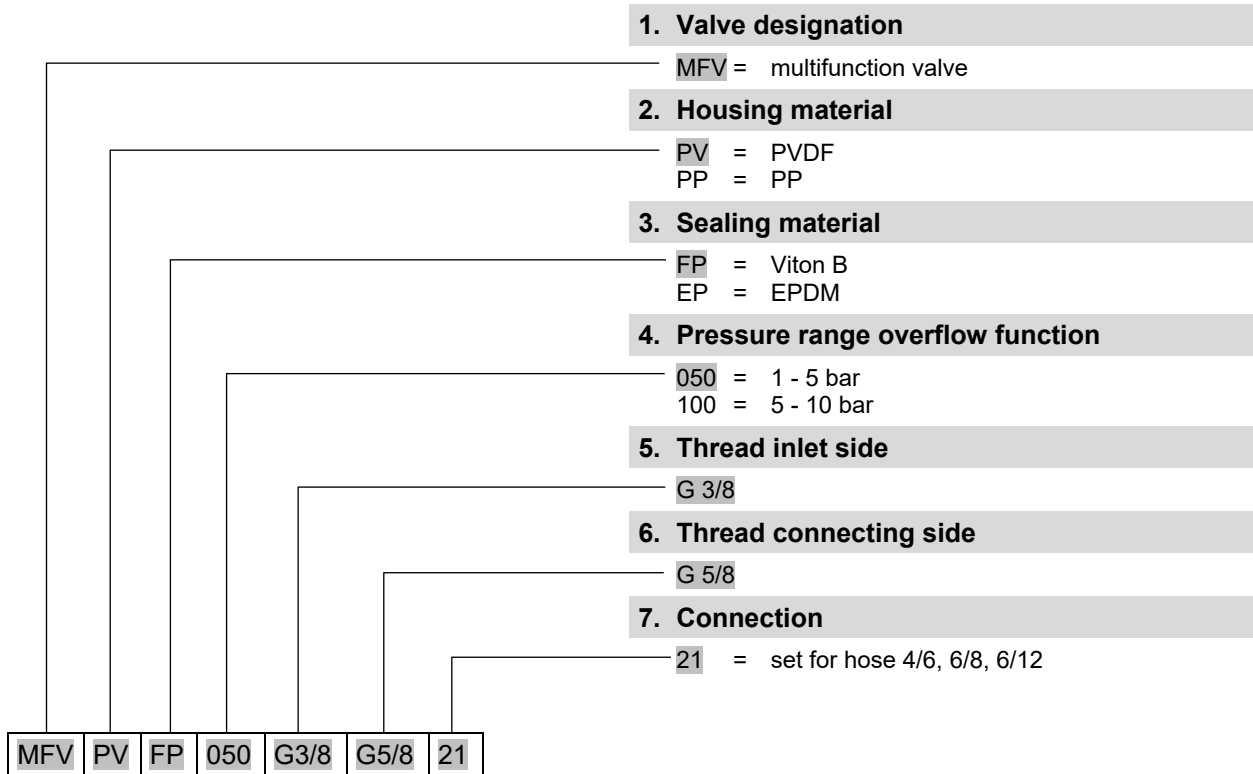 1. Valve designation
MFV = multifunction valve
2. Housing material
PV = PVDF
PP = PP
3. Sealing material
FP = Viton B
EP = EPDM
4. Pressure range overflow function
050 = 1 - 5 bar
100 = 5 - 10 bar
5. Thread inlet side
G 3/8
6. Thread connecting side
G 5/8
7. Connection
21 = set for hose 4/6, 6/8, 6/12
MFV PV FP 050 G3/8 G5/8 21